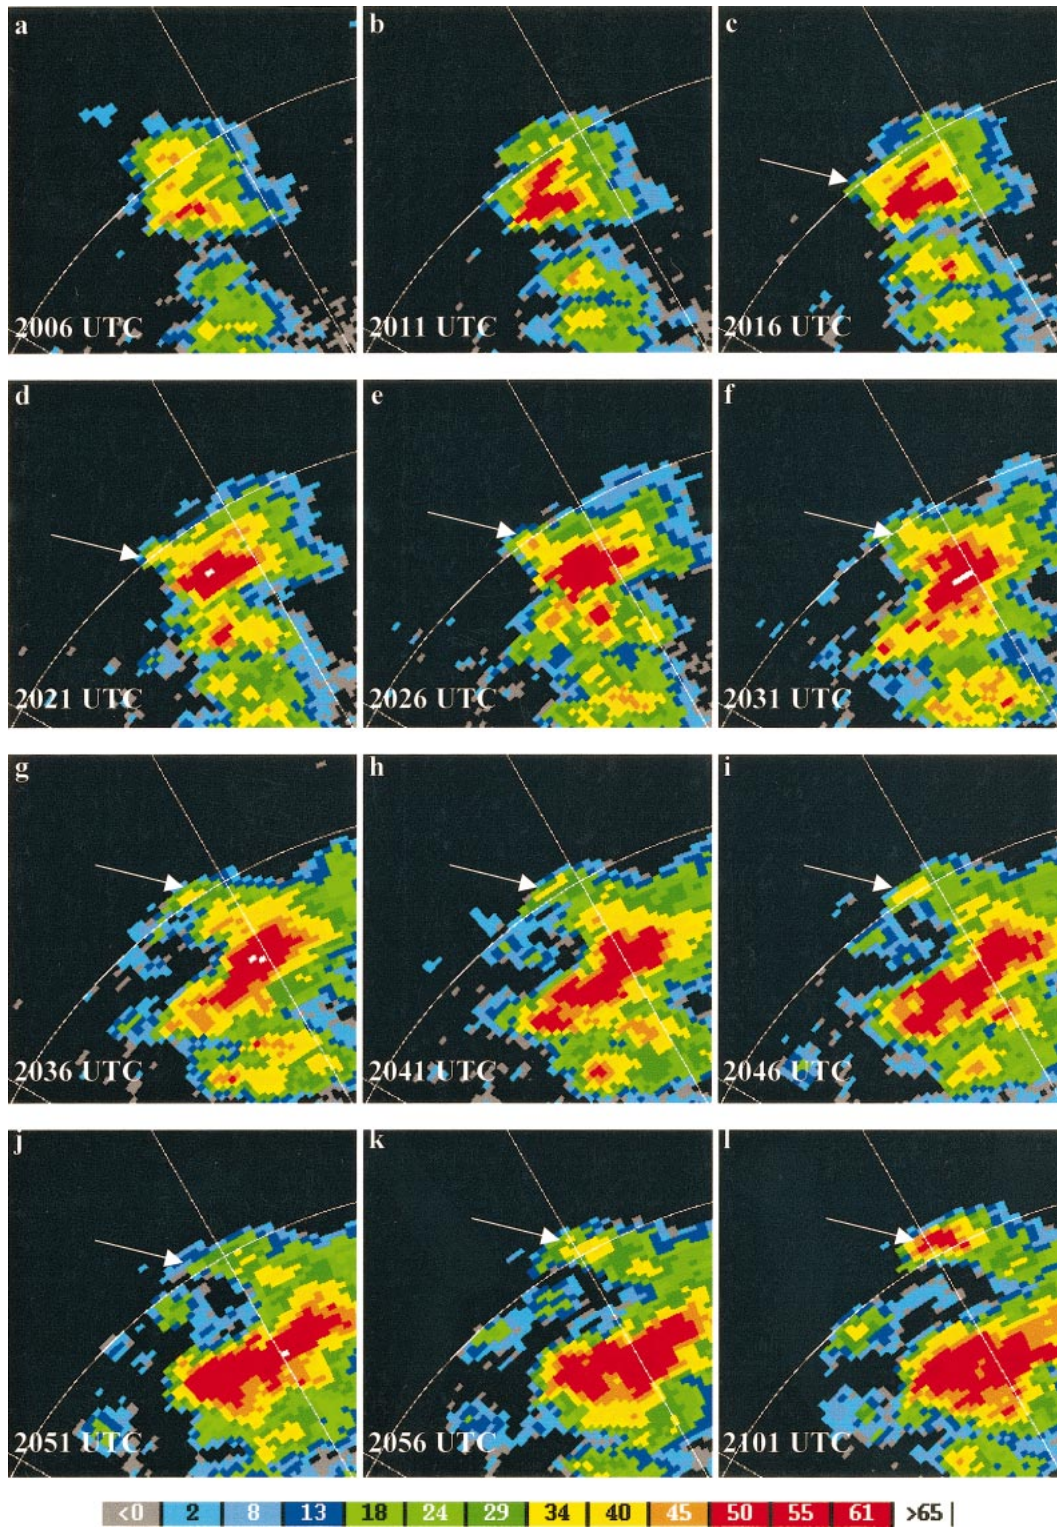 a
b
c
2006 UTC
2011 UTC
2016 UTC
d
e
f
2021 UTC
2026 UTC
2031 UTC
g
h
i
2036 UTC
2041 UTC
2046 UTC
j
k
l
2051 UTC
2056 UTC
2101 UTC
<0 2 8 13 18 24 29 34 40 45 50 55 61 >65